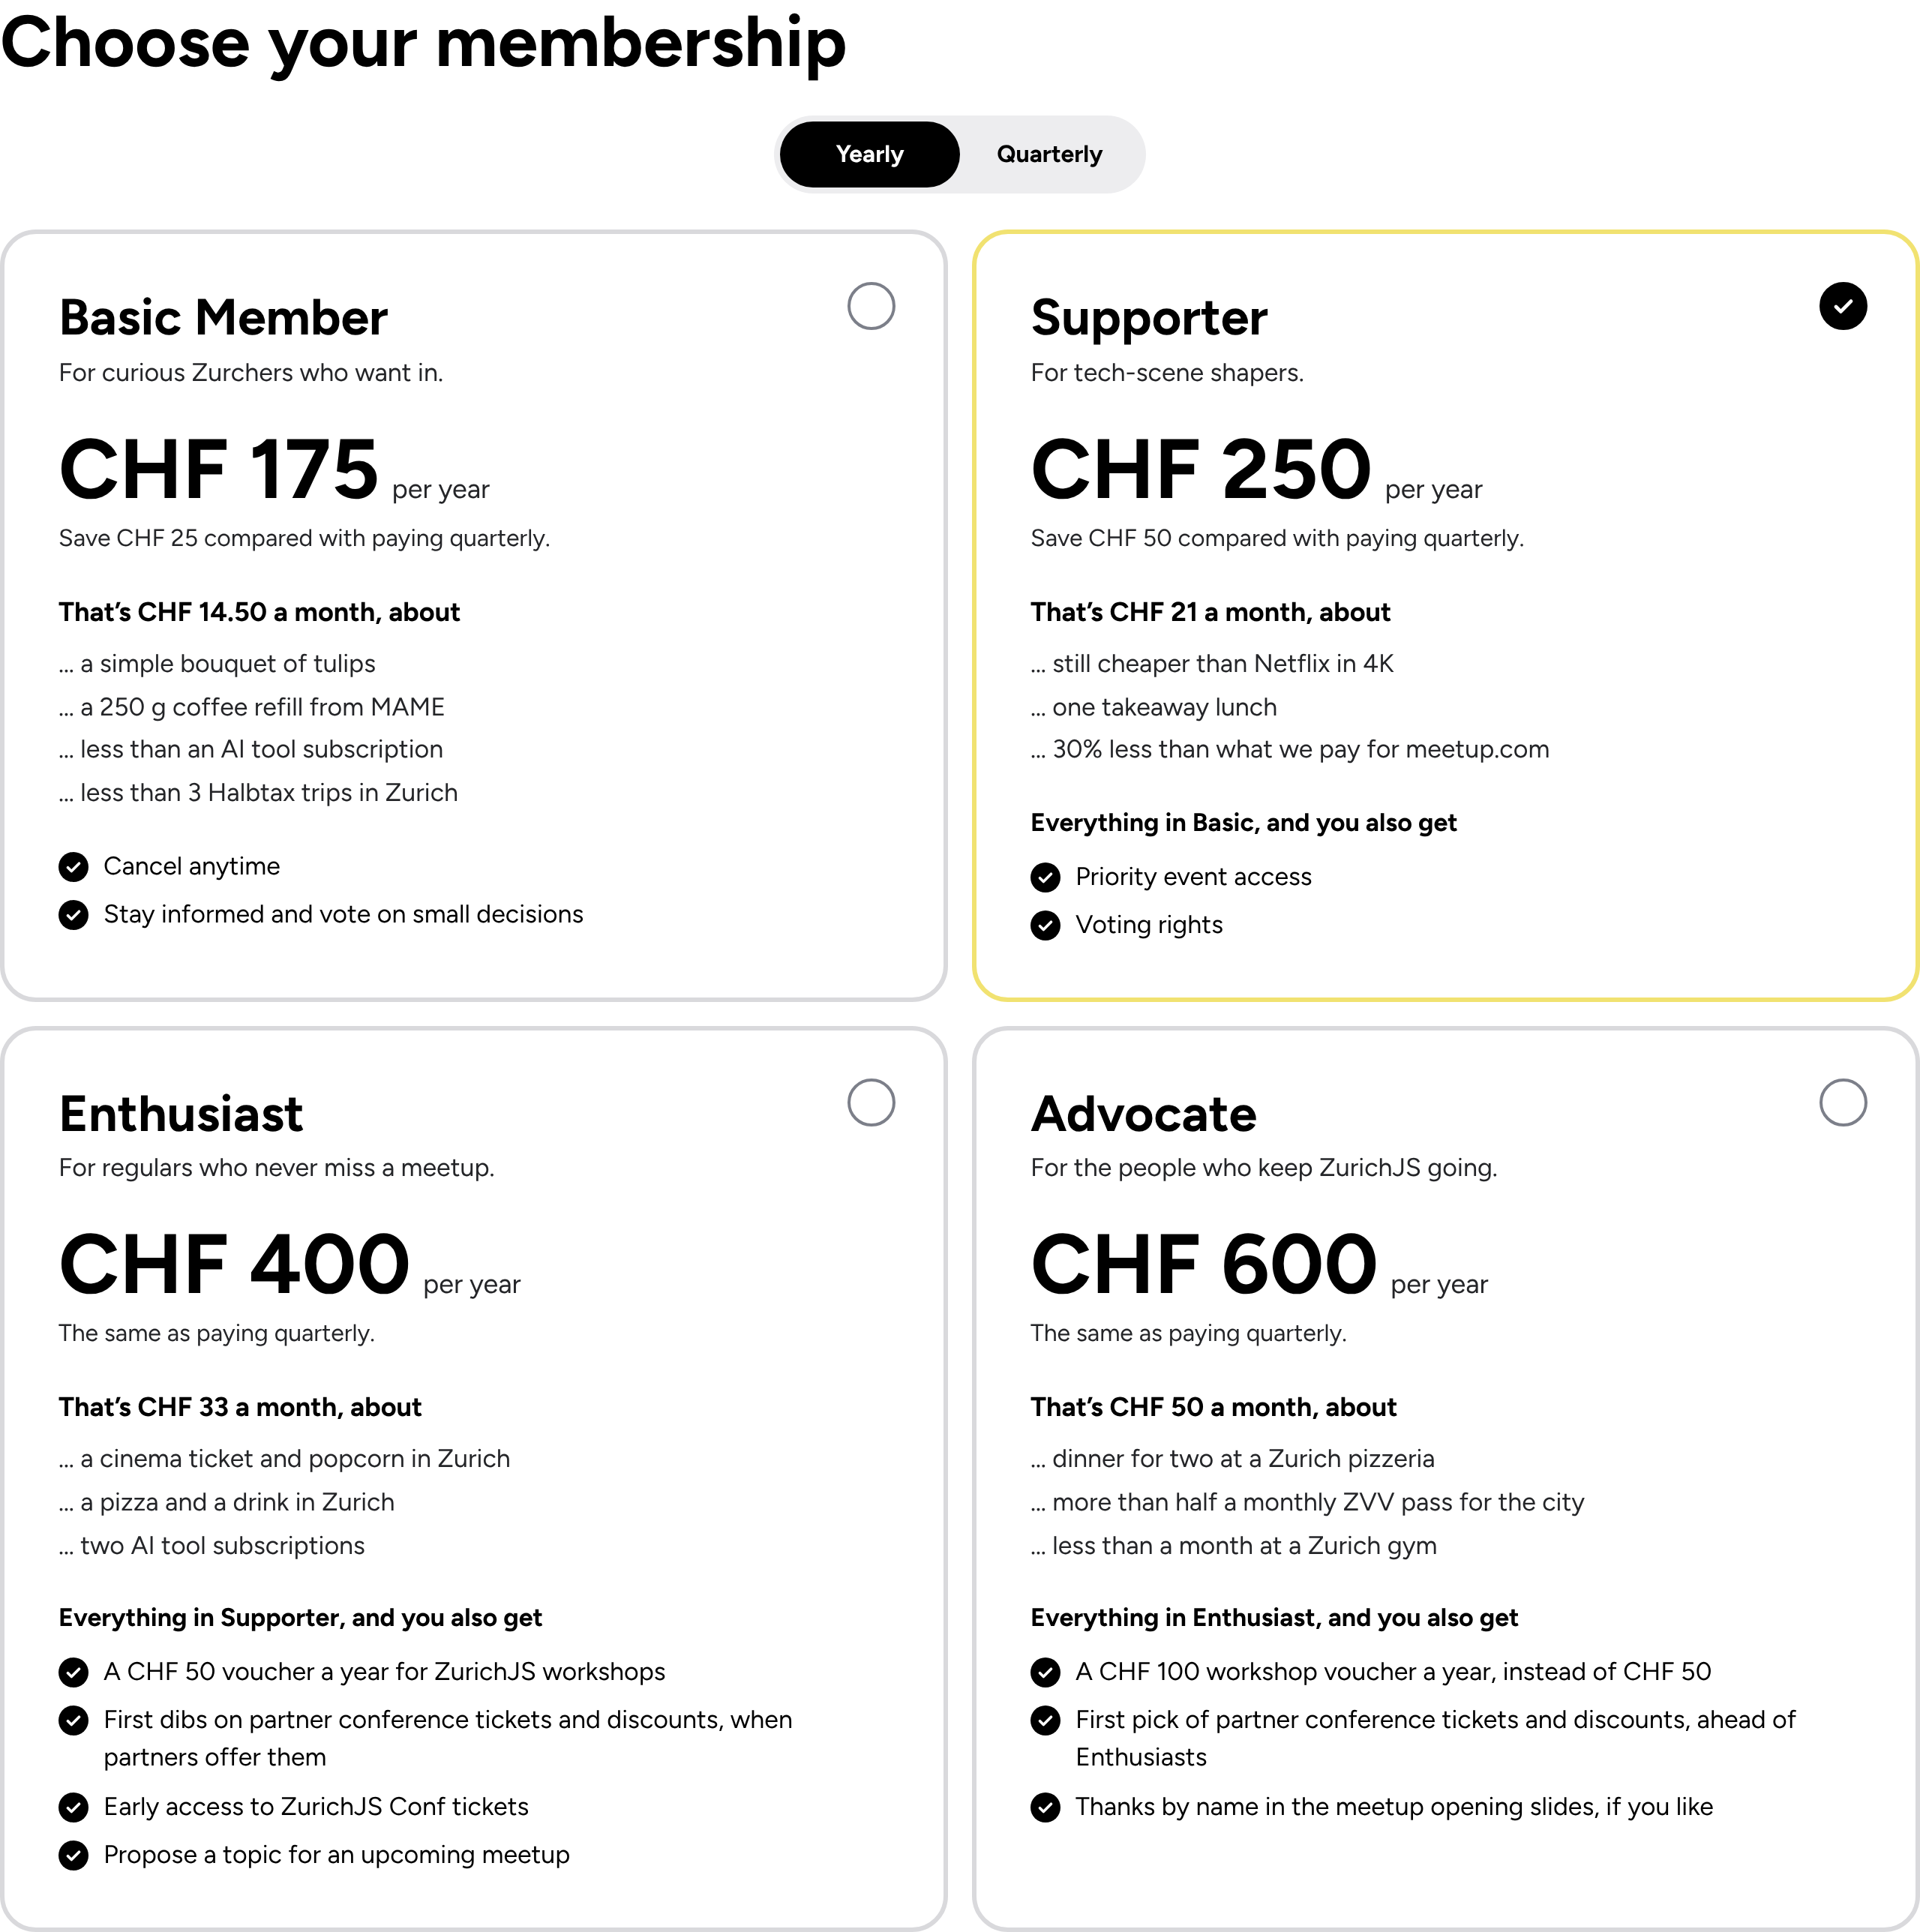 Choose your membership
Yearly
Quarterly
Basic Member
For curious Zurchers who want in.
CHF 175 per year
Save CHF 25 compared with paying quarterly.
That's CHF 14.50 a month, about
... a simple bouquet of tulips
... a 250 g coffee refill from MAME
... less than an AI tool subscription
... less than 3 Halbtax trips in Zurich
Cancel anytime
Stay informed and vote on small decisions
Supporter
For tech-scene shapers.
CHF 250 per year
Save CHF 50 compared with paying quarterly.
That's CHF 21 a month, about
... still cheaper than Netflix in 4K
... one takeaway lunch
... 30% less than what we pay for meetup.com
Everything in Basic, and you also get
Priority event access
Voting rights
Enthusiast
For regulars who never miss a meetup.
CHF 400 per year
The same as paying quarterly.
That's CHF 33 a month, about
... a cinema ticket and popcorn in Zurich
... a pizza and a drink in Zurich
... two AI tool subscriptions
Everything in Supporter, and you also get
A CHF 50 voucher a year for ZurichJS workshops
First dibs on partner conference tickets and discounts, when
partners offer them
Early access to ZurichJS Conf tickets
Propose a topic for an upcoming meetup
Advocate
For the people who keep ZurichJS going.
CHF 600 per year
The same as paying quarterly.
That's CHF 50 a month, about
... dinner for two at a Zurich pizzeria
... more than half a monthly ZVV pass for the city
... less than a month at a Zurich gym
Everything in Enthusiast, and you also get
A CHF 100 workshop voucher a year, instead of CHF 50
First pick of partner conference tickets and discounts, ahead of
Enthusiasts
Thanks by name in the meetup opening slides, if you like